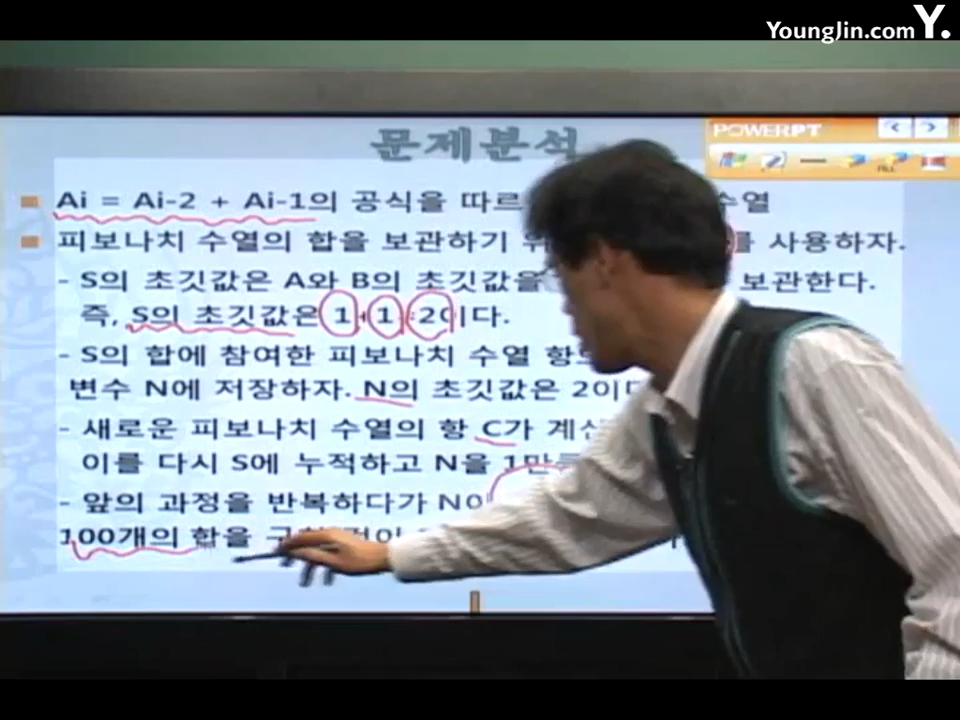 YoungJin.com Y.
문제분석
POWERPT
Ai = Ai-2 + Ai-1의 공식을 따르 수열
피보나치 수열의 합을 보관하기 를 사용하자.
- S의 초깃값은 A와 B의 초깃값을 보관한다.
즉, S의 초깃값은 1+1=2이다.
- S의 합에 참여한 피보나치 수열
변수 N에 저장하자. N의 초깃값은 2이
- 새로운 피보나치 수열의 항 C가
이를 다시 S에 누적하고 N을 1만
- 앞의 과정을 반복하다가
100개의 합을